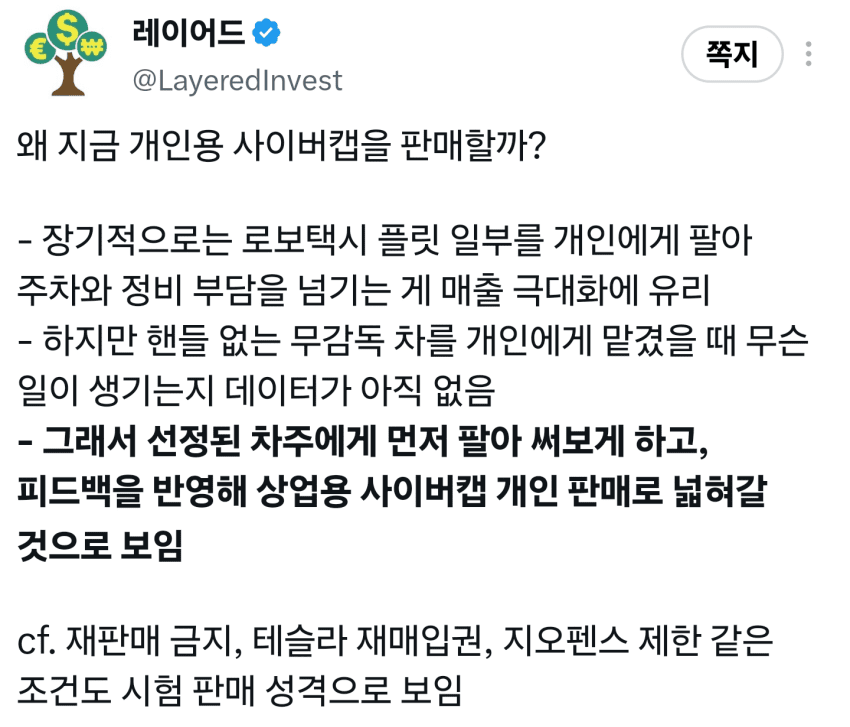 레이어드
@LayeredInvest
쪽지
왜 지금 개인용 사이버캡을 판매할까?
- 장기적으로는 로보택시 플릿 일부를 개인에게 팔아
주차와 정비 부담을 넘기는 게 매출 극대화에 유리
- 하지만 핸들 없는 무감독 차를 개인에게 맡겼을 때 무슨
일이 생기는지 데이터가 아직 없음
- 그래서 선정된 차주에게 먼저 팔아 써보게 하고,
피드백을 반영해 상업용 사이버캡 개인 판매로 넓혀갈
것으로 보임
cf. 재판매 금지, 테슬라 재매입권, 지오펜스 제한 같은
조건도 시험 판매 성격으로 보임